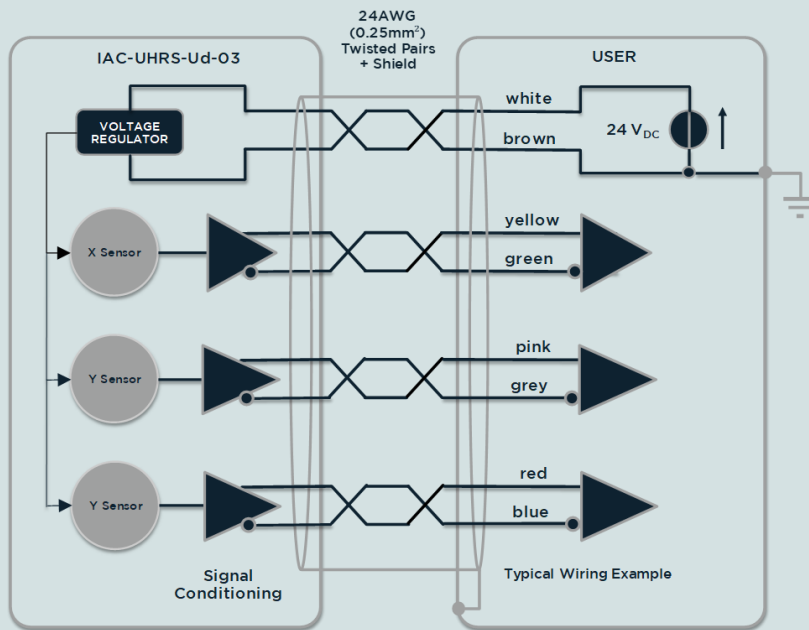 24AWG
(0.25mm²)
Twisted Pairs
+ Shield
IAC-UHRS-Ud-03
USER
VOLTAGE
REGULATOR
white
brown
24 VDC
X Sensor
yellow
green
Y Sensor
pink
grey
Y Sensor
red
blue
Signal
Conditioning
Typical Wiring Example